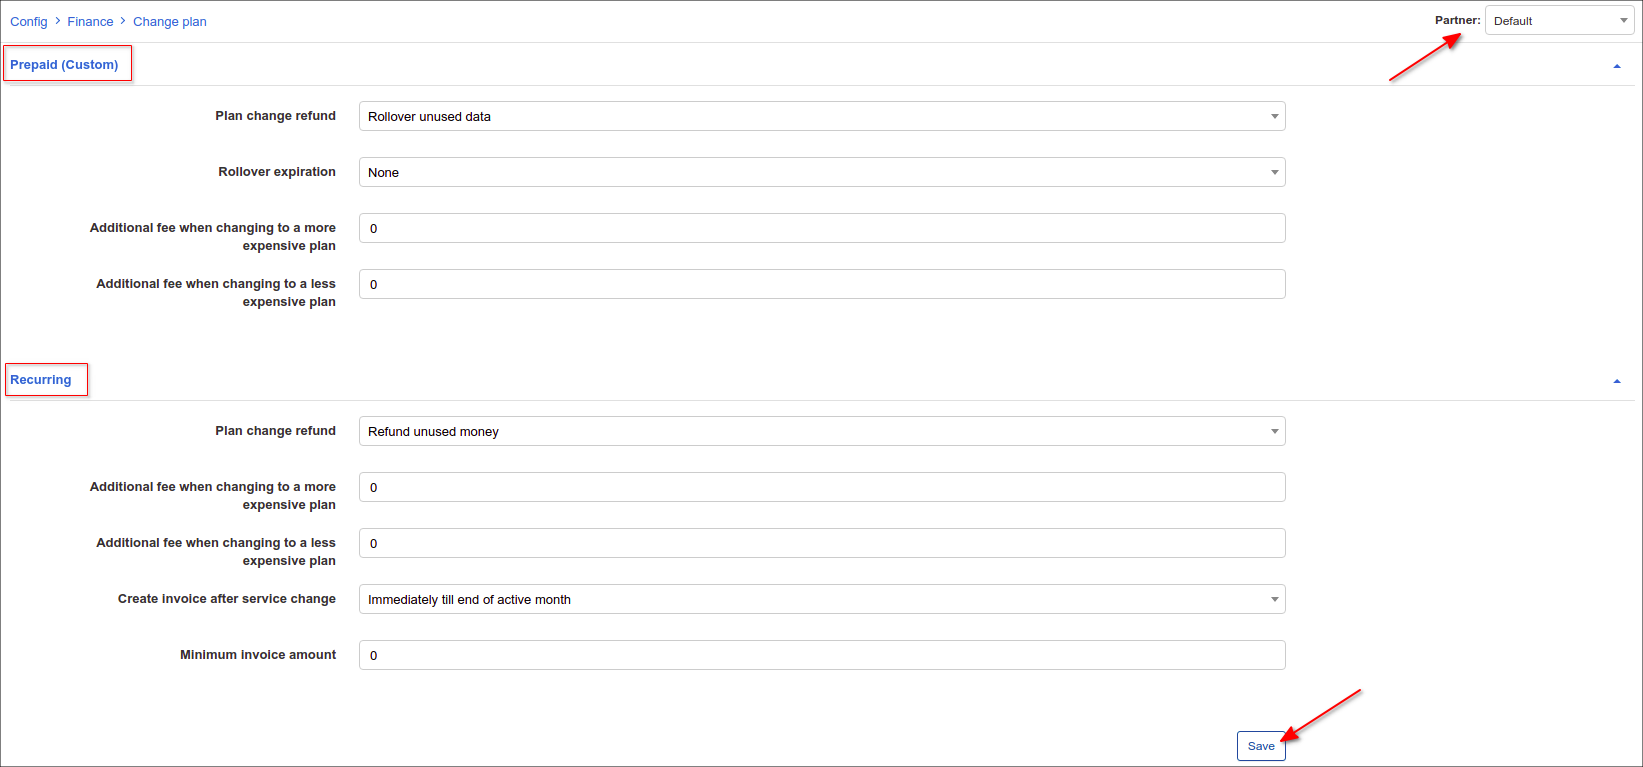 Config > Finance > Change plan
Partner: Default
Prepaid (Custom)
Plan change refund
Rollover unused data
Rollover expiration
None
Additional fee when changing to a more
expensive plan
0
Additional fee when changing to a less
expensive plan
0
Recurring
Plan change refund
Refund unused money
Additional fee when changing to a more
expensive plan
0
Additional fee when changing to a less
expensive plan
0
Create invoice after service change
Immediately till end of active month
Minimum invoice amount
0
Save